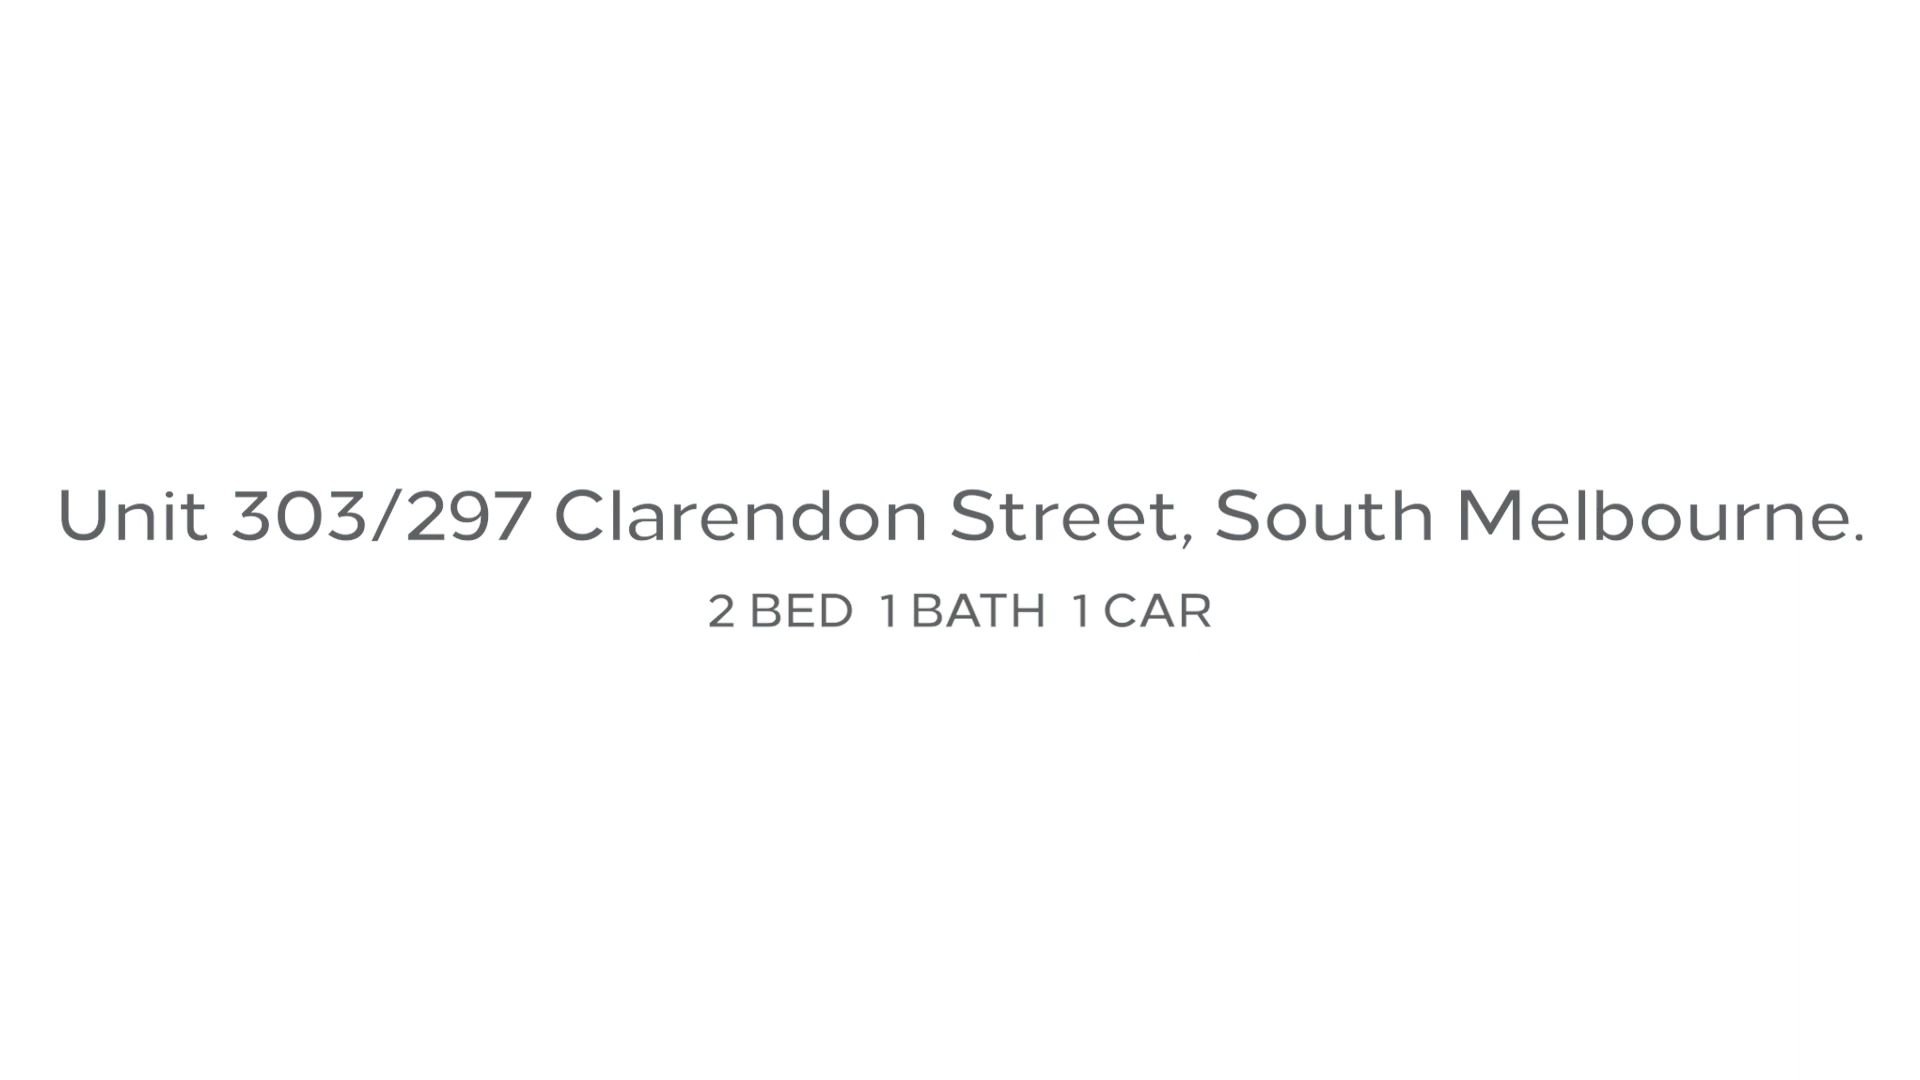 Unit 303/297 Clarendon Street, South Melbourne.
2 BED 1 BATH 1 CAR